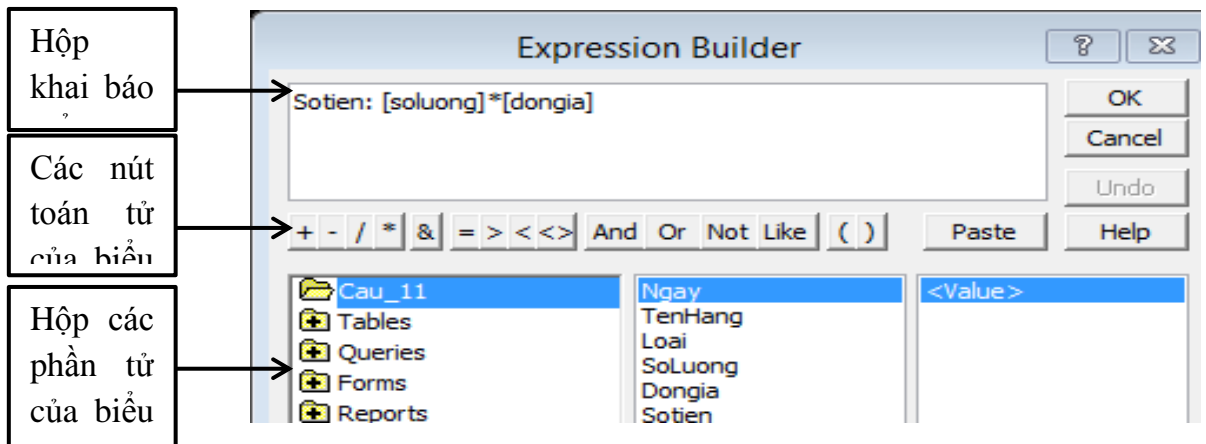 Hộp
khai báo
Expression Builder
Sotien: [soluong]*[dongia]
OK
Cancel
Undo
Các nút
toán tử
của biểu
+ - / * & = > < <> And Or Not Like ( ) Paste Help
Hộp các
phần tử
của biểu
Cau_11
Tables
Queries
Forms
Reports
Ngay
TenHang
Loai
SoLuong
Dongia
Sotien
<Value>